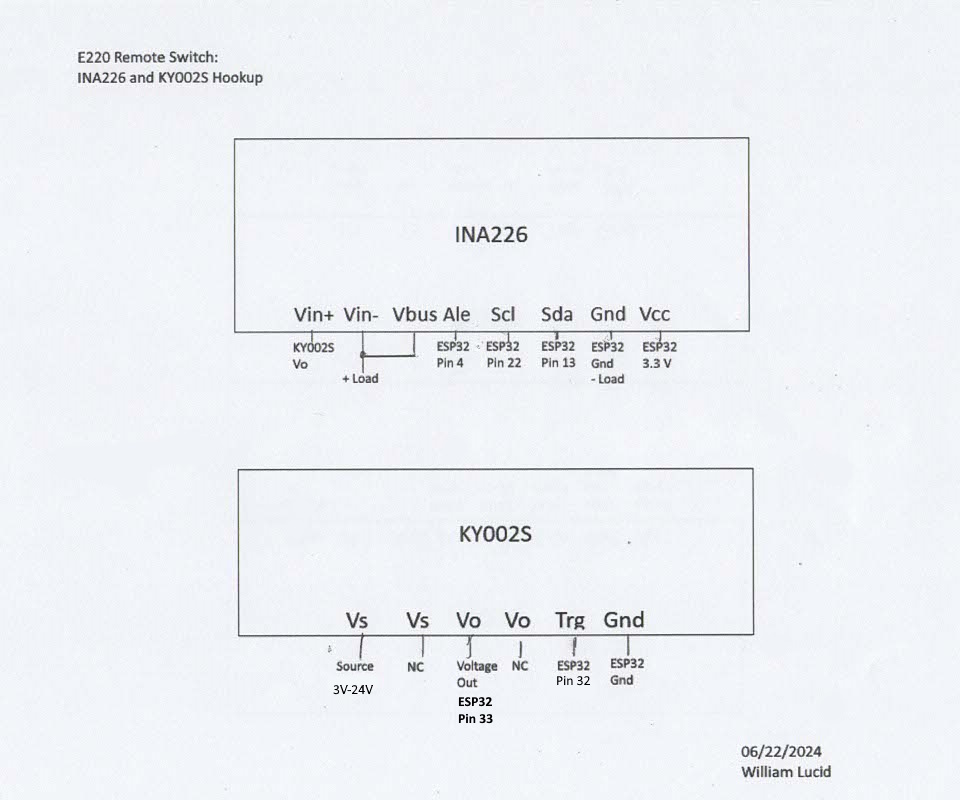 E220 Remote Switch:
INA226 and KY002S Hookup
INA226
Vin+ Vin- Vbus Ale Scl Sda Gnd Vcc
KY002S ESP32 ESP32 ESP32 ESP32 ESP32
Vo Pin 4 Pin 22 Pin 13 Gnd 3.3 V
+ Load - Load
KY002S
Vs Vs Vo Vo Trg Gnd
Source NC Voltage NC ESP32 ESP32
3V-24V Out Pin 32 Gnd
ESP32
Pin 33
06/22/2024
William Lucid